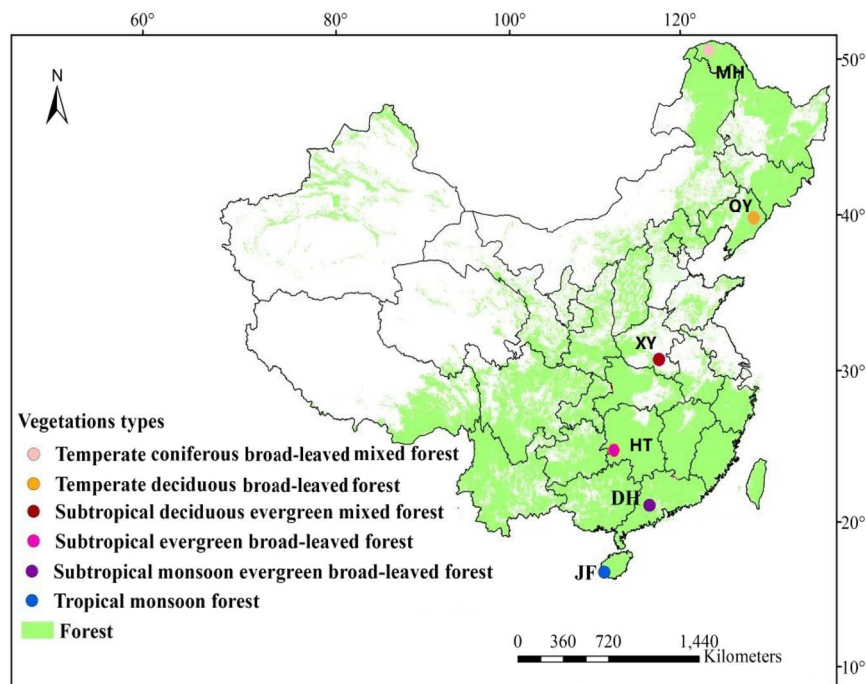 60° 80° 100° 120°
50°
N
MH
QY
40°
XY
30°
Vegetations types
Temperate coniferous broad-leaved mixed forest
HT
Temperate deciduous broad-leaved forest
DH
Subtropical deciduous evergreen mixed forest
20°
Subtropical evergreen broad-leaved forest
Subtropical monsoon evergreen broad-leaved forest
JF
Tropical monsoon forest
Forest
0 360 720 1,440
Kilometers
10°